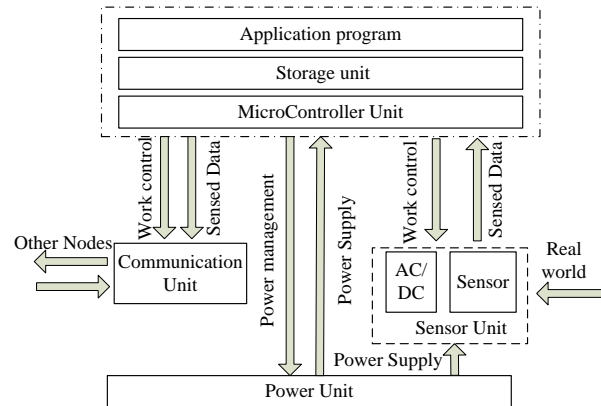 Application program
Storage unit
MicroController Unit
Work control
Sensed Data
Power management
Power Supply
Work control
Sensed Data
Other Nodes
Communication
Unit
AC/
DC
Sensor
Sensor Unit
Real
world
Power Supply
Power Unit